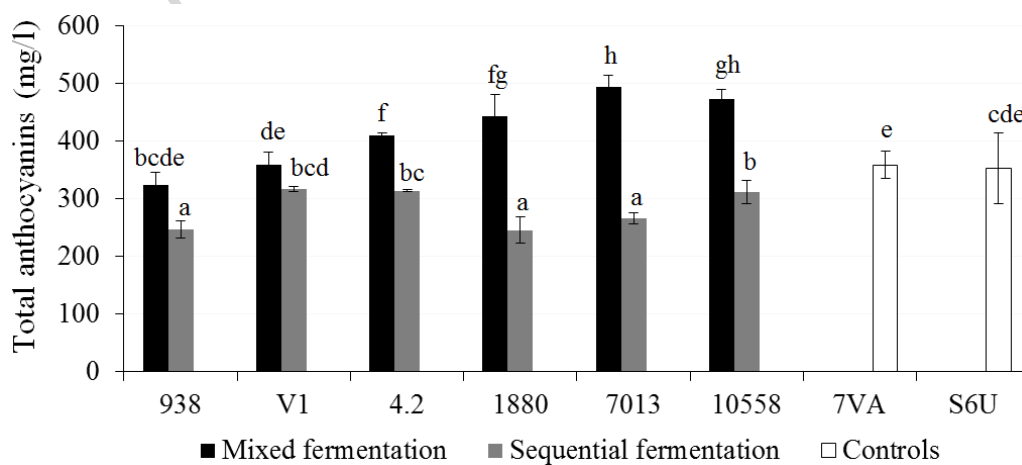 Total anthocyanins (mg/l)
600
500
400
300
200
100
0
bcde
a
de
bcd
f
bc
fg
a
h
a
gh
b
e
cde
938 V1 4.2 1880 7013 10558 7VA S6U
Mixed fermentation Sequential fermentation Controls